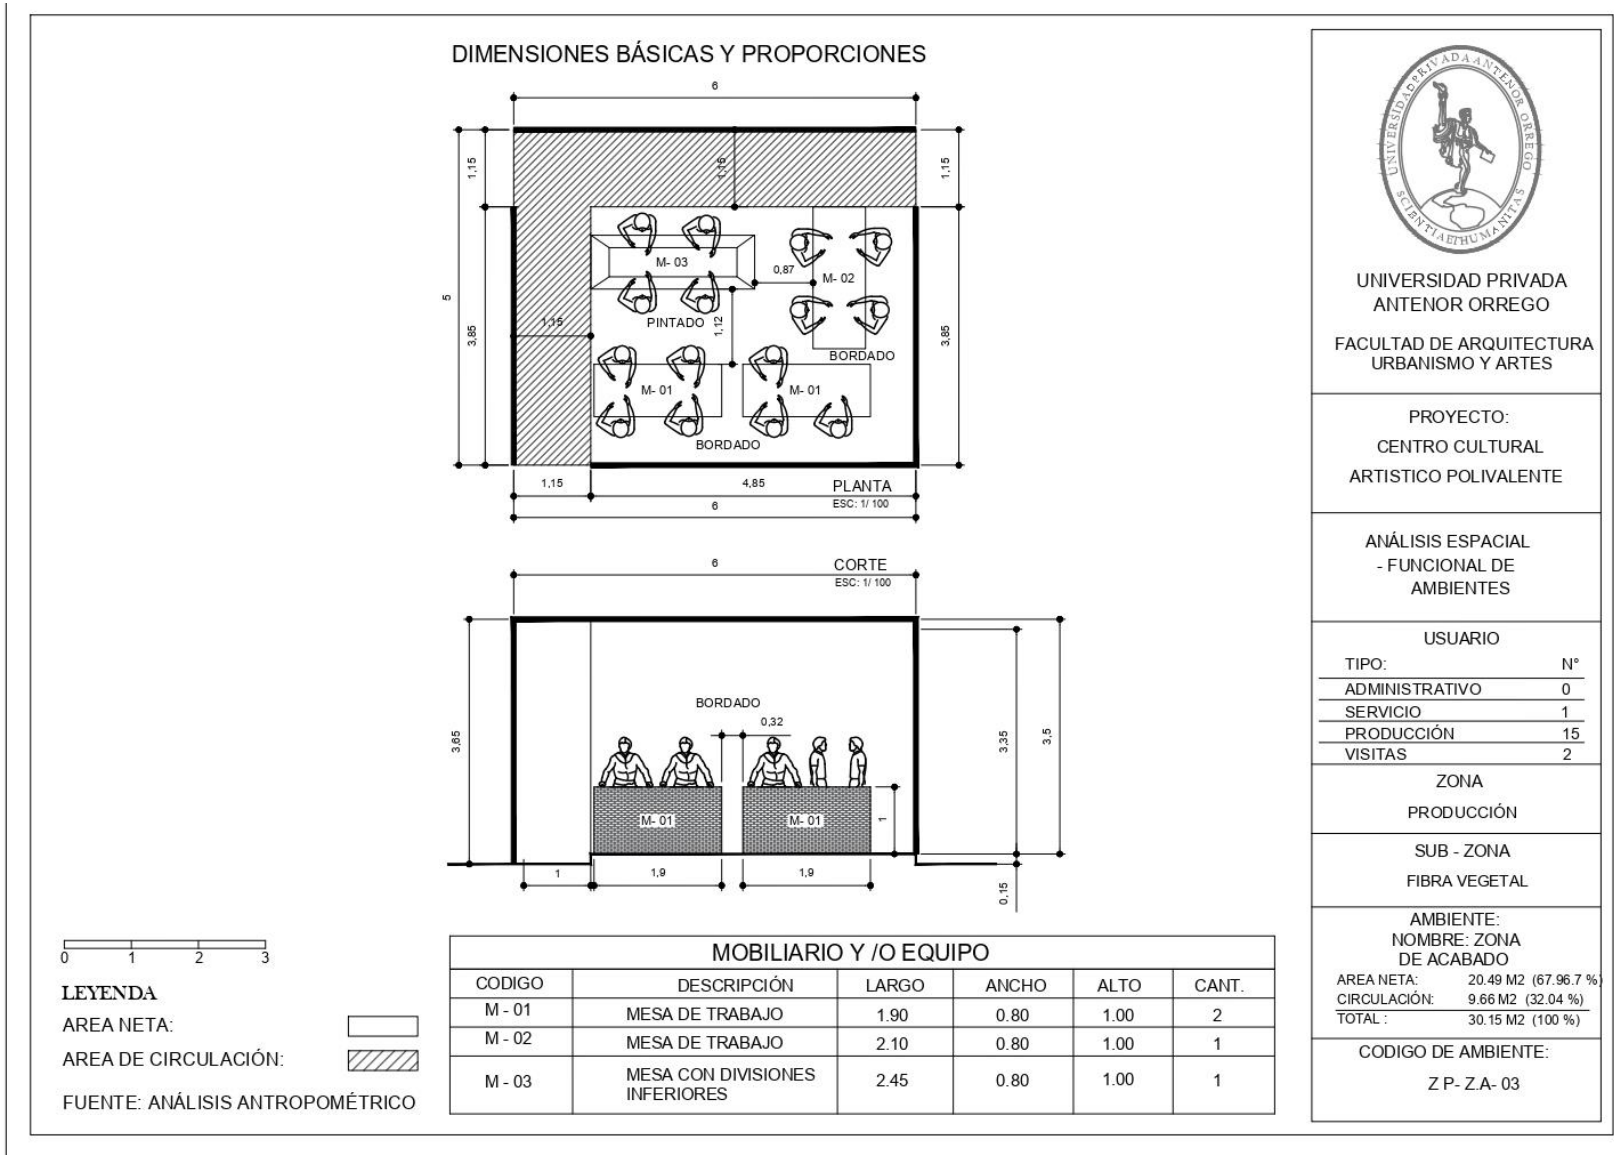 DIMENSIONES BÁSICAS Y PROPORCIONES
6
1,15
1,15
1,15
5
3,85
3,85
M- 03
0,87
M- 02
PINTADO
1,12
1,15
BORDADO
M- 01
M- 01
BORDADO
1,15
4,85
PLANTA
6
ESC: 1/ 100
6
CORTE
ESC: 1/ 100
BORDADO
0,32
3,65
3,35
3,5
M- 01
M- 01
1
1
1,9
1,9
0,15
0 1 2 3
LEYENDA
AREA NETA:
AREA DE CIRCULACIÓN:
FUENTE: ANÁLISIS ANTROPOMÉTRICO
MOBILIARIO Y /O EQUIPO
CODIGO DESCRIPCIÓN LARGO ANCHO ALTO CANT.
M - 01 MESA DE TRABAJO 1.90 0.80 1.00 2
M - 02 MESA DE TRABAJO 2.10 0.80 1.00 1
M - 03 MESA CON DIVISIONES 2.45 0.80 1.00 1
INFERIORES
UNIVERSIDAD PRIVADA ANTENOR ORREGO
SCIENTIA ET HUMANITAS
UNIVERSIDAD PRIVADA
ANTENOR ORREGO
FACULTAD DE ARQUITECTURA
URBANISMO Y ARTES
PROYECTO:
CENTRO CULTURAL
ARTISTICO POLIVALENTE
ANÁLISIS ESPACIAL
- FUNCIONAL DE
AMBIENTES
USUARIO
TIPO: N°
ADMINISTRATIVO 0
SERVICIO 1
PRODUCCIÓN 15
VISITAS 2
ZONA
PRODUCCIÓN
SUB - ZONA
FIBRA VEGETAL
AMBIENTE:
NOMBRE: ZONA
DE ACABADO
AREA NETA: 20.49 M2 (67.96.7 %)
CIRCULACIÓN: 9.66 M2 (32.04 %)
TOTAL : 30.15 M2 (100 %)
CODIGO DE AMBIENTE:
Z P- Z.A- 03